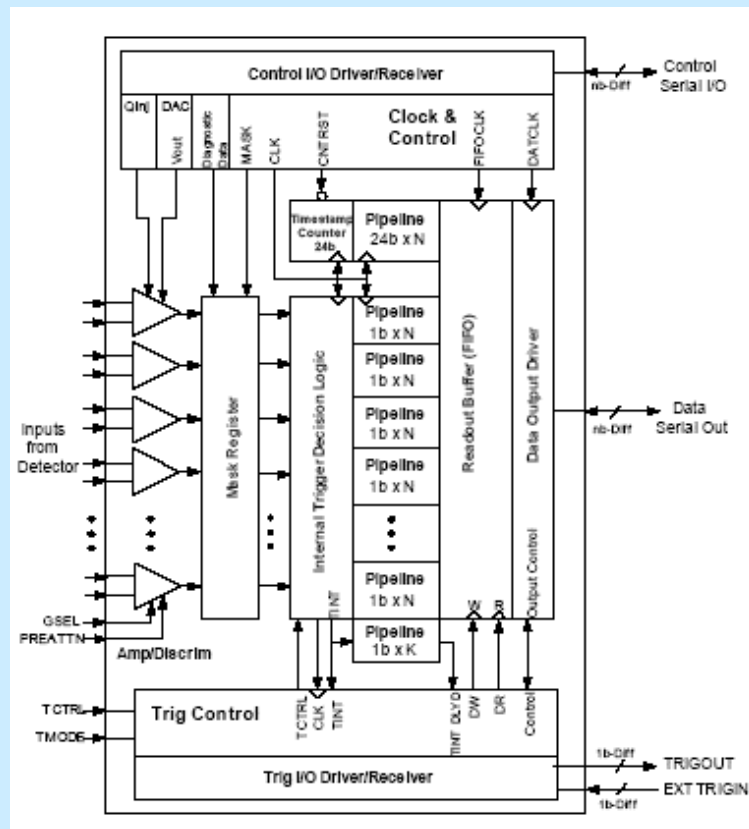 Control I/O Driver/Receiver
Control
Serial I/O
nb-Diff
Qinj
DAC
Vout
Diagnostic
Data
MASK
CLK
CNTRST
Clock &
Control
FIFOCLK
DATCLK
Timestamp
Counter
24b
Pipeline
24b x N
Pipeline
1b x N
Pipeline
1b x N
Pipeline
1b x N
Pipeline
1b x N
Pipeline
1b x N
Pipeline
1b x K
Inputs
from
Detector
Mask Register
Internal Trigger Decision Logic
TINT
Readout Buffer (FIFO)
Data Output Driver
Output Control
nb-Diff
Data
Serial Out
GSEL
PREATTN
Amp/Discrim
TCTRL
TMODE
Trig Control
TCTRL
CLK
TINT
TINT DLYD
DW
DR
Control
Trig I/O Driver/Receiver
1b-Diff
TRIGOUT
EXT TRIGIN
1b-Diff